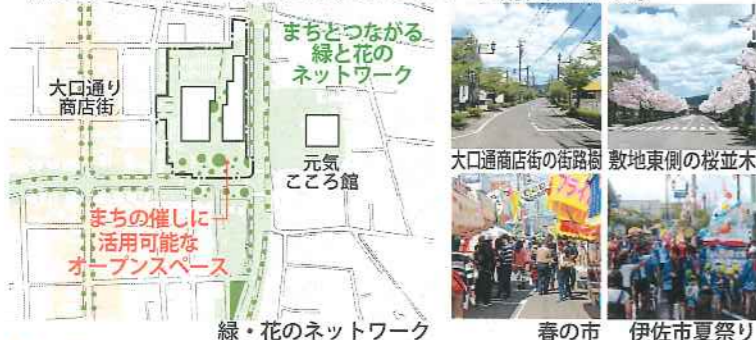 まちとつながる
緑と花の
ネットワーク
大口通り
商店街
元気
こころ館
まちの催しに
活用可能な
オープンスペース
緑・花のネットワーク
大口通商店街の街路樹
敷地東側の桜並木
フライ
春の市
伊佐市夏祭り